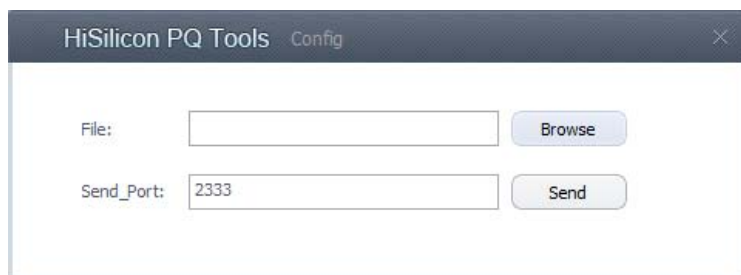 HiSilicon PQ Tools Config
File: Browse
Send_Port: 2333 Send